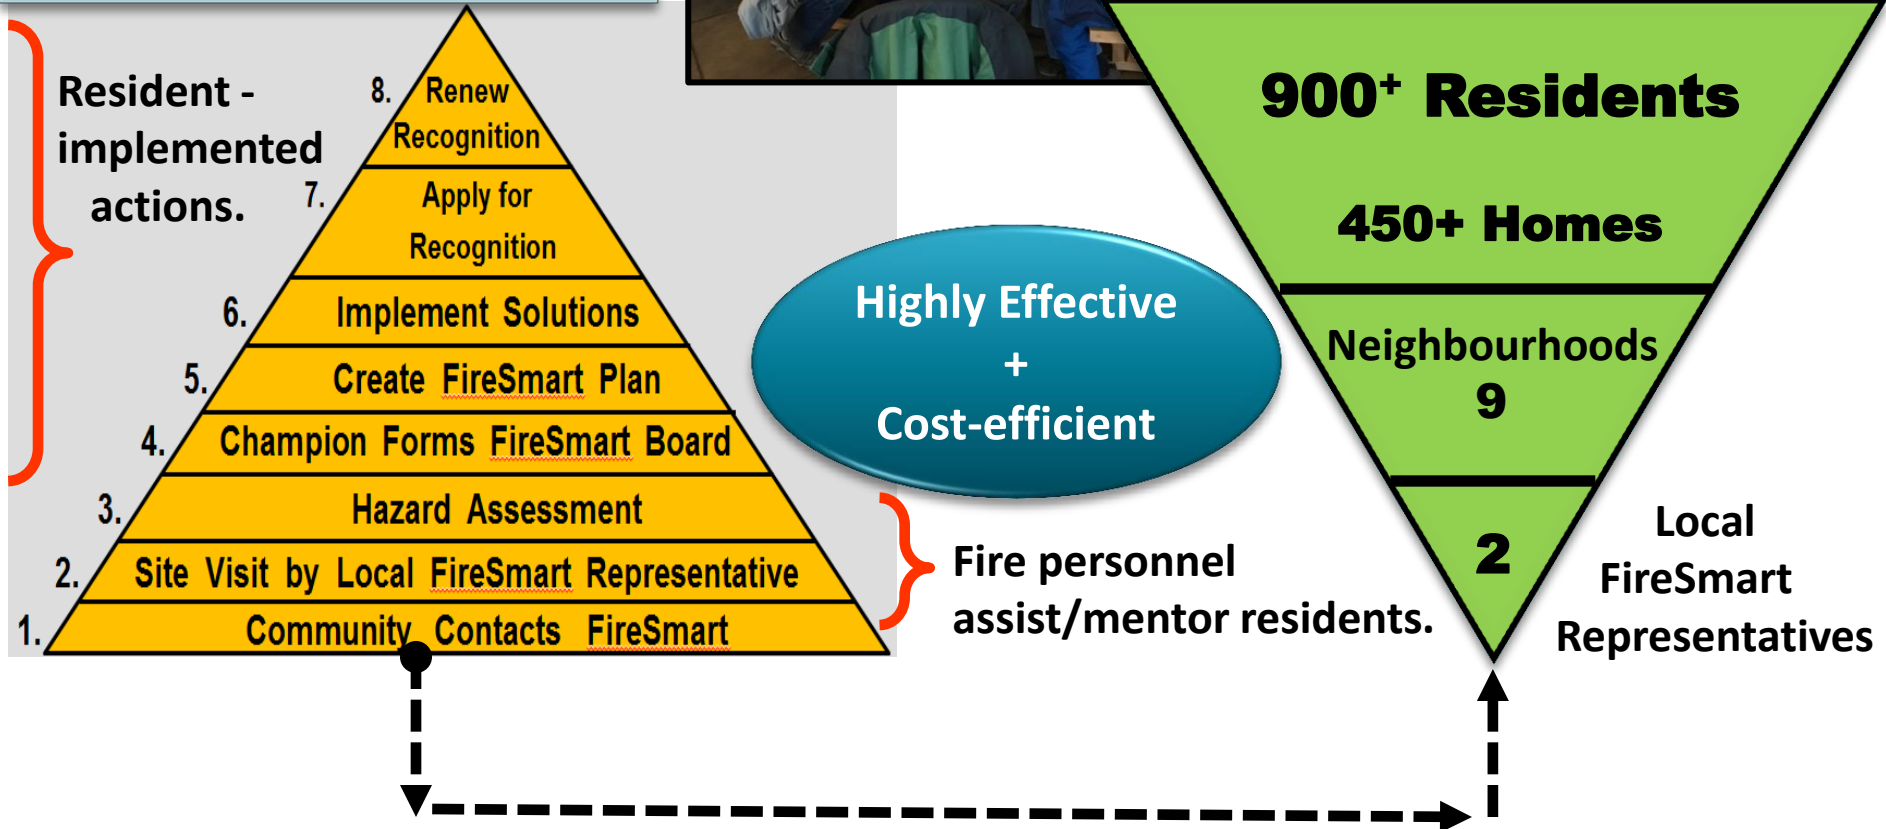 Resident -
implemented
actions.
8. Renew
Recognition
7. Apply for
Recognition
6. Implement Solutions
5. Create FireSmart Plan
4. Champion Forms FireSmart Board
3. Hazard Assessment
2. Site Visit by Local FireSmart Representative
1. Community Contacts FireSmart
Highly Effective
+
Cost-efficient
Fire personnel
assist/mentor residents.
900+ Residents
450+ Homes
Neighbourhoods
9
2
Local
FireSmart
Representatives